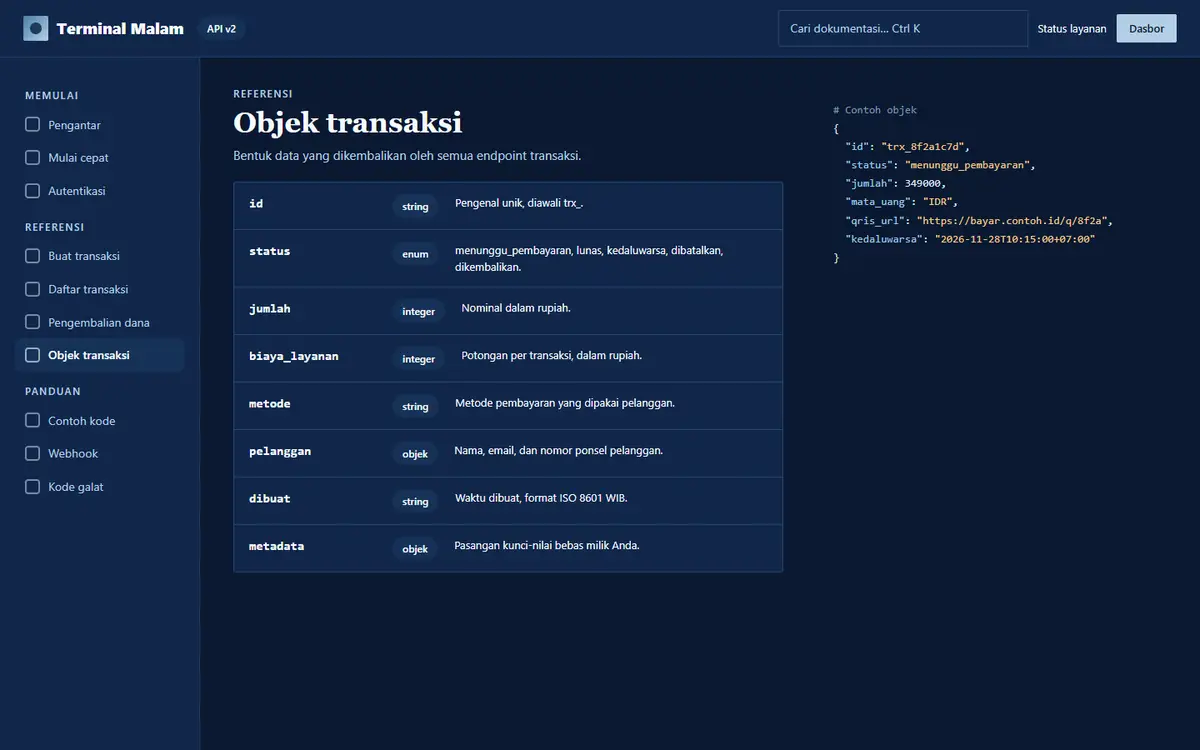 Terminal Malam
API v2
Cari dokumentasi... Ctrl K
Status layanan
Dasbor
MEMULAI
Pengantar
Mulai cepat
Autentikasi
REFERENSI
Buat transaksi
Daftar transaksi
Pengembalian dana
Objek transaksi
PANDUAN
Contoh kode
Webhook
Kode galat
REFERENSI
Objek transaksi
Bentuk data yang dikembalikan oleh semua endpoint transaksi.
id string Pengenal unik, diawali trx_.
status enum menunggu_pembayaran, lunas, kedaluwarsa, dibatalkan,
dikembalikan.
jumlah integer Nominal dalam rupiah.
biaya_layanan integer Potongan per transaksi, dalam rupiah.
metode string Metode pembayaran yang dipakai pelanggan.
pelanggan objek Nama, email, dan nomor ponsel pelanggan.
dibuat string Waktu dibuat, format ISO 8601 WIB.
metadata objek Pasangan kunci-nilai bebas milik Anda.
# Contoh objek
{
"id": "trx_8f2a1c7d",
"status": "menunggu_pembayaran",
"jumlah": 349000,
"mata_uang": "IDR",
"qris_url": "https://bayar.contoh.id/q/8f2a",
"kedaluwarsa": "2026-11-28T10:15:00+07:00"
}